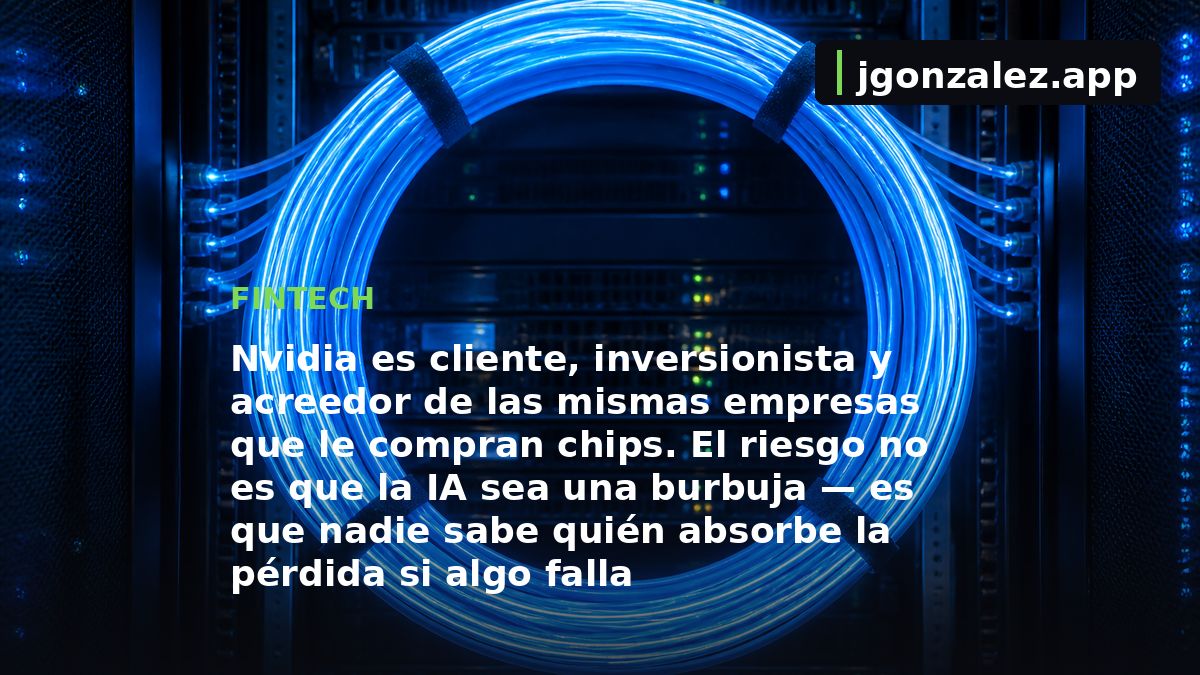 jgonzalez.app
FINTECH
Nvidia es cliente, inversionista y
acreedor de las mismas empresas
que le compran chips. El riesgo no
es que la IA sea una burbuja — es
que nadie sabe quién absorbe la
pérdida si algo falla